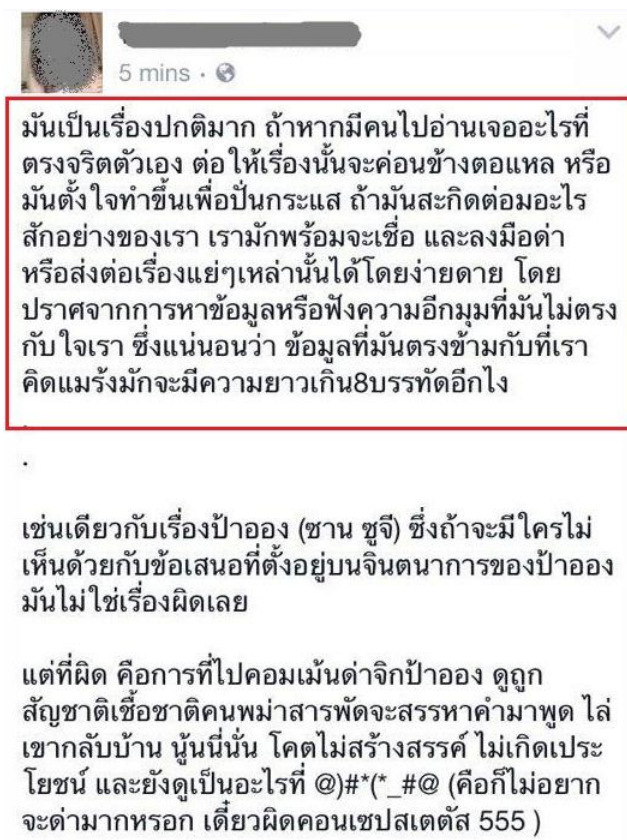 5 mins ·
มันเป็นเรื่องปกติมาก ถ้าหากมีคนไปอ่านเจออะไรที่
ตรงจริตตัวเอง ต่อให้เรื่องนั้นจะค่อนข้างตอแหล หรือ
มันตั้งใจทำขึ้นเพื่อปั่นกระแส ถ้ามันสะกิดต่อมอะไร
สักอย่างของเรา เรามักพร้อมจะเชื่อ และลงมือด่า
หรือส่งต่อเรื่องแย่ๆเหล่านั้นได้โดยง่ายดาย โดย
ปราศจากการหาข้อมูลหรือฟังความอีกมุมที่มันไม่ตรง
กับใจเรา ซึ่งแน่นอนว่า ข้อมูลที่มันตรงข้ามกับที่เรา
คิดแมร้งมักจะมีความยาวเกิน8บรรทัดอีกไง
.
.
เช่นเดียวกับเรื่องป้าออง (ซาน ซูจี) ซึ่งถ้าจะมีใครไม่
เห็นด้วยกับข้อเสนอที่ตั้งอยู่บนจินตนาการของป้าออง
มันไม่ใช่เรื่องผิดเลย
แต่ที่ผิด คือการที่ไปคอมเม้นด่าจิกป้าออง ดูถูก
สัญชาติเชื้อชาติคนพม่าสารพัดจะสรรหาคำมาพูด ไล่
เขากลับบ้าน นู้นนี่นั่น โคตไม่สร้างสรรค์ ไม่เกิดเประ
โยชน์ และยังดูเป็นอะไรที่ @)#*(*_#@ (คือก็ไม่อยาก
จะด่ามากหรอก เดี๋ยวผิดคอนเซปสเตตัส 555 )